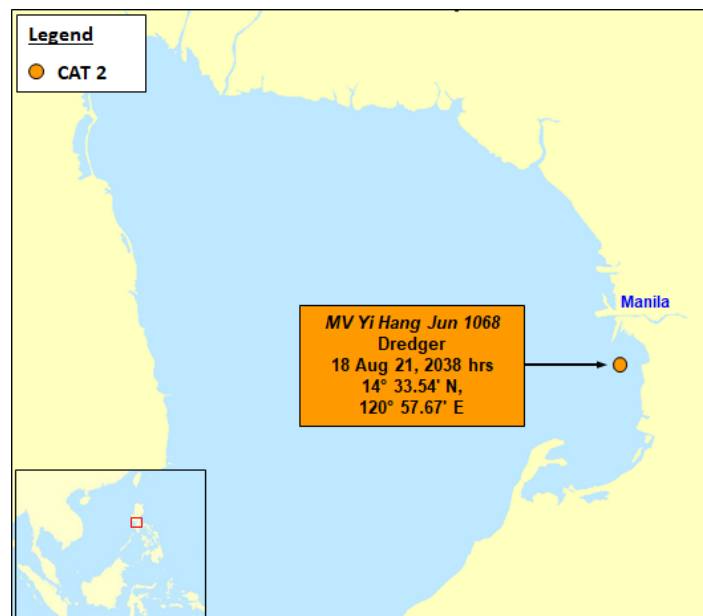 Legend
CAT 2
Manila
MV Yi Hang Jun 1068
Dredger
18 Aug 21, 2038 hrs
14° 33.54' N,
120° 57.67' E